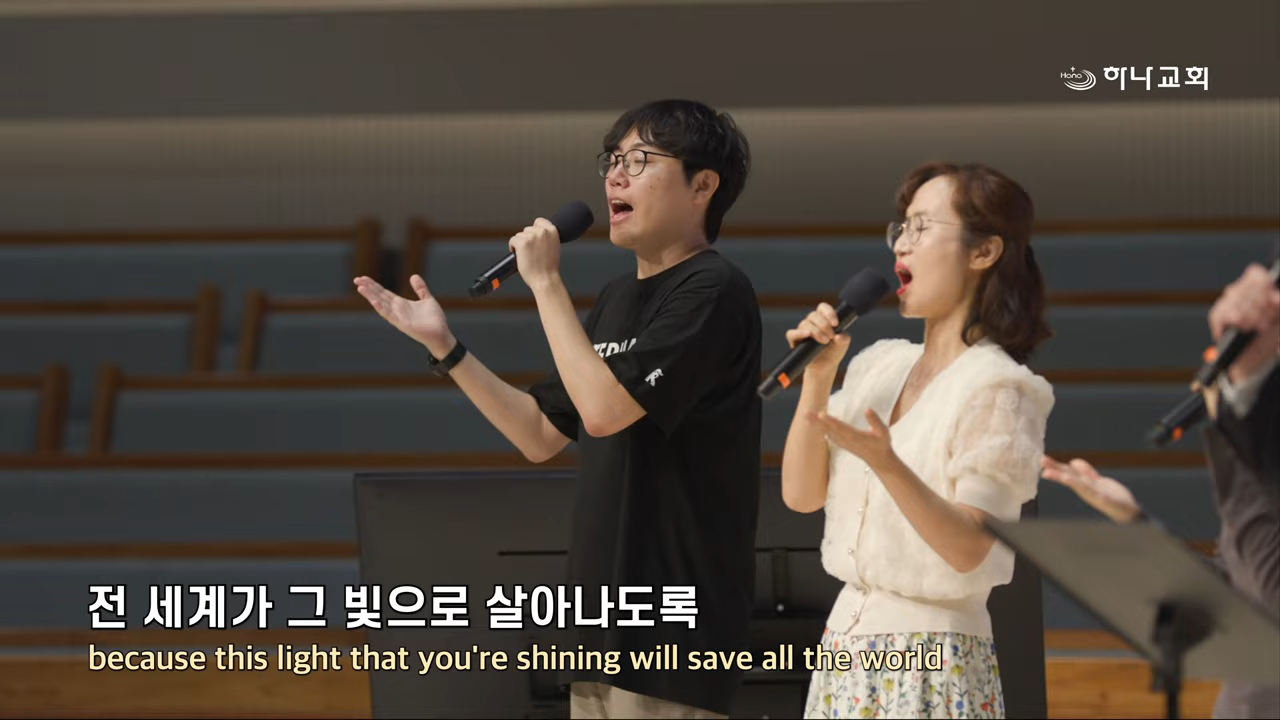 Hana 하나교회
전 세계가 그 빛으로 살아나도록
because this light that you're shining will save all the world